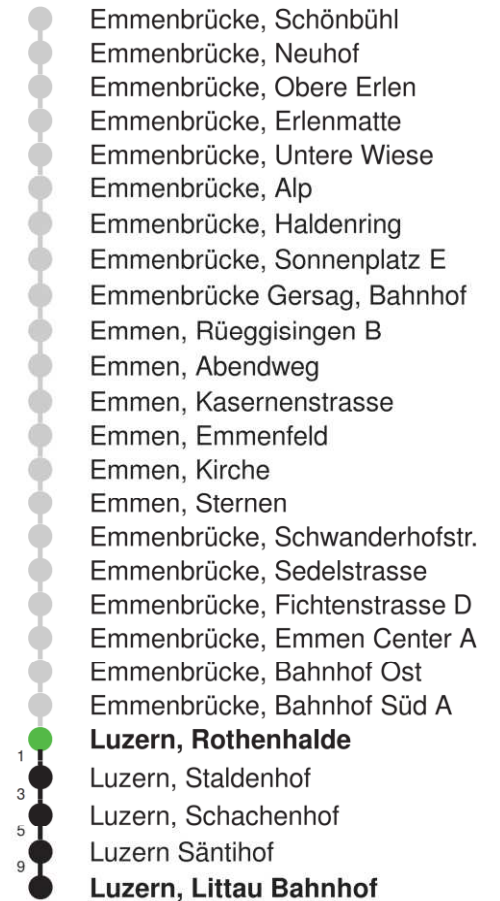 Emmenbrücke, Schönbühl
Emmenbrücke, Neuhof
Emmenbrücke, Obere Erlen
Emmenbrücke, Erlenmatte
Emmenbrücke, Untere Wiese
Emmenbrücke, Alp
Emmenbrücke, Haldenring
Emmenbrücke, Sonnenplatz E
Emmenbrücke Gersag, Bahnhof
Emmen, Rüeggisingen B
Emmen, Abendweg
Emmen, Kasernenstrasse
Emmen, Emmenfeld
Emmen, Kirche
Emmen, Sternen
Emmenbrücke, Schwanderhofstr.
Emmenbrücke, Sedelstrasse
Emmenbrücke, Fichtenstrasse D
Emmenbrücke, Emmen Center A
Emmenbrücke, Bahnhof Ost
Emmenbrücke, Bahnhof Süd A
Luzern, Rothenhalde
1
Luzern, Staldenhof
3
Luzern, Schachenhof
5
Luzern Säntihof
9
Luzern, Littau Bahnhof